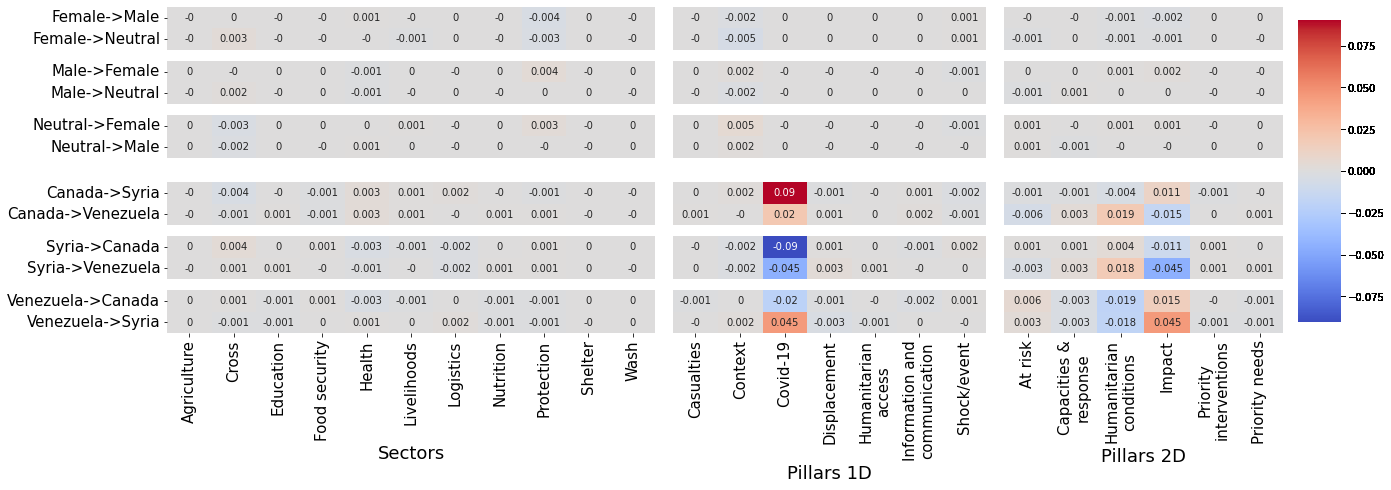 Female->Male -0 0 -0 -0 0.001 -0 0 -0 -0.004 -0 0 -0 -0.002 0 0 0 -0 0.001 -0 -0 -0.001 -0.002 0 0
Female->Neutral -0 0.003 -0 -0 -0 -0.001 0 -0 -0.003 -0 0 -0 -0.005 0 -0 0 -0 0.001 -0.001 0 -0.001 -0.001 0 -0
0.075
Male->Female 0 -0 0 0 -0.001 0 -0 0 0.004 -0 0 0 0.002 -0 -0 -0 0 -0.001 0 0 0.001 0.002 -0 -0
Male->Neutral -0 0.002 -0 0 -0.001 -0 0 -0 0 -0 0 -0 -0.002 -0 -0 0 0 -0 -0.001 0.001 0 0 0 -0
0.050
Neutral->Female 0 -0.003 0 0 0 0.001 -0 0 0.003 -0 0 0 0.005 0 0 -0 0 -0.001 0.001 -0 0.001 0.001 -0 0
Neutral->Male 0 -0.002 0 -0 0.001 0 -0 0 -0 -0 0 0 0.002 0 0 -0 -0 0 0.001 -0.001 -0 -0 -0 0
0.025
Canada->Syria -0 -0.004 -0 -0.001 0.003 0.001 0.002 -0 -0.001 -0 0 0 0.002 0.09 -0.001 -0 0.001 -0.002 -0.001 -0.001 -0.004 0.011 -0.001 -0
0.000
Canada->Venezuela -0 -0.001 0.001 -0.001 0.003 0.001 -0 0.001 0.001 -0 0 0.001 -0 0.02 0.001 0 0.002 -0.001 -0.006 0.003 0.019 -0.015 0 0.001
−0.025
Syria->Canada 0 0.004 0 0.001 -0.003 -0.001 -0.002 0 0.001 0 -0 -0 -0.002 -0.09 0.001 0 -0.001 0.002 0.001 0.001 0.004 -0.011 0.001 0
−0.050
Syria->Venezuela -0 0.001 0.001 -0 -0.001 -0 -0.002 0.001 0.001 0 -0 0 -0.002 -0.045 0.003 0.001 -0 0 -0.003 0.003 0.018 -0.045 0.001 0.001
−0.075
Venezuela->Canada 0 0.001 -0.001 0.001 -0.003 -0.001 0 -0.001 -0.001 0 0 -0.001 0 -0.02 -0.001 -0 -0.002 0.001 0.006 -0.003 -0.019 0.015 -0 -0.001
Venezuela->Syria 0 -0.001 -0.001 0 0.001 0 0.002 -0.001 -0.001 -0 0 -0 0.002 0.045 -0.003 -0.001 0 -0 0.003 -0.003 -0.018 0.045 -0.001 -0.001
Agriculture
Cross
Education
Food security
Health
Livelihoods
Logistics
Nutrition
Protection
Shelter
Wash
Sectors
Casualties
Context
Covid-19
Displacement
Humanitarian
access
Information and
communication
Shock/event
Pillars 1D
At risk
Capacities &
response
Humanitarian
conditions
Impact
Priority
interventions
Priority needs
Pillars 2D